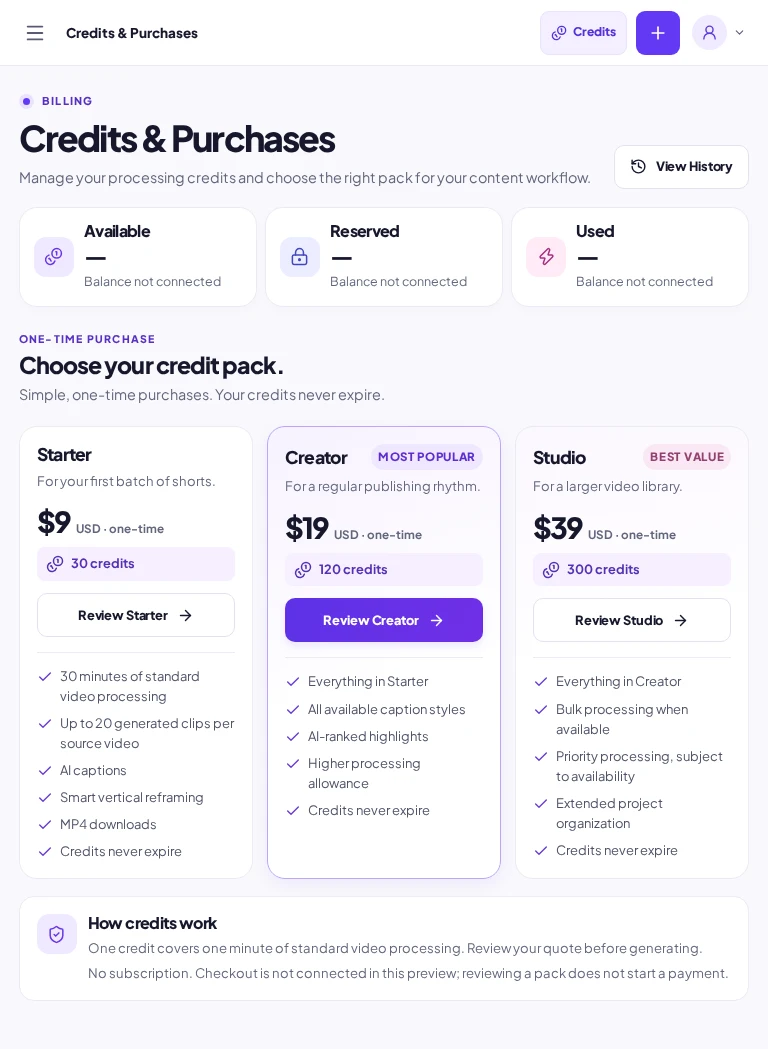 Credits & Purchases
Credits
BILLING
Credits & Purchases
Manage your processing credits and choose the right pack for your content workflow.
View History
Available
—
Balance not connected
Reserved
—
Balance not connected
Used
—
Balance not connected
ONE-TIME PURCHASE
Choose your credit pack.
Simple, one-time purchases. Your credits never expire.
Starter
For your first batch of shorts.
$9 USD · one-time
30 credits
Review Starter
30 minutes of standard
video processing
Up to 20 generated clips per
source video
AI captions
Smart vertical reframing
MP4 downloads
Credits never expire
Creator
MOST POPULAR
For a regular publishing rhythm.
$19 USD · one-time
120 credits
Review Creator
Everything in Starter
All available caption styles
AI-ranked highlights
Higher processing
allowance
Credits never expire
Studio
BEST VALUE
For a larger video library.
$39 USD · one-time
300 credits
Review Studio
Everything in Creator
Bulk processing when
available
Priority processing, subject
to availability
Extended project
organization
Credits never expire
How credits work
One credit covers one minute of standard video processing. Review your quote before generating.
No subscription. Checkout is not connected in this preview; reviewing a pack does not start a payment.